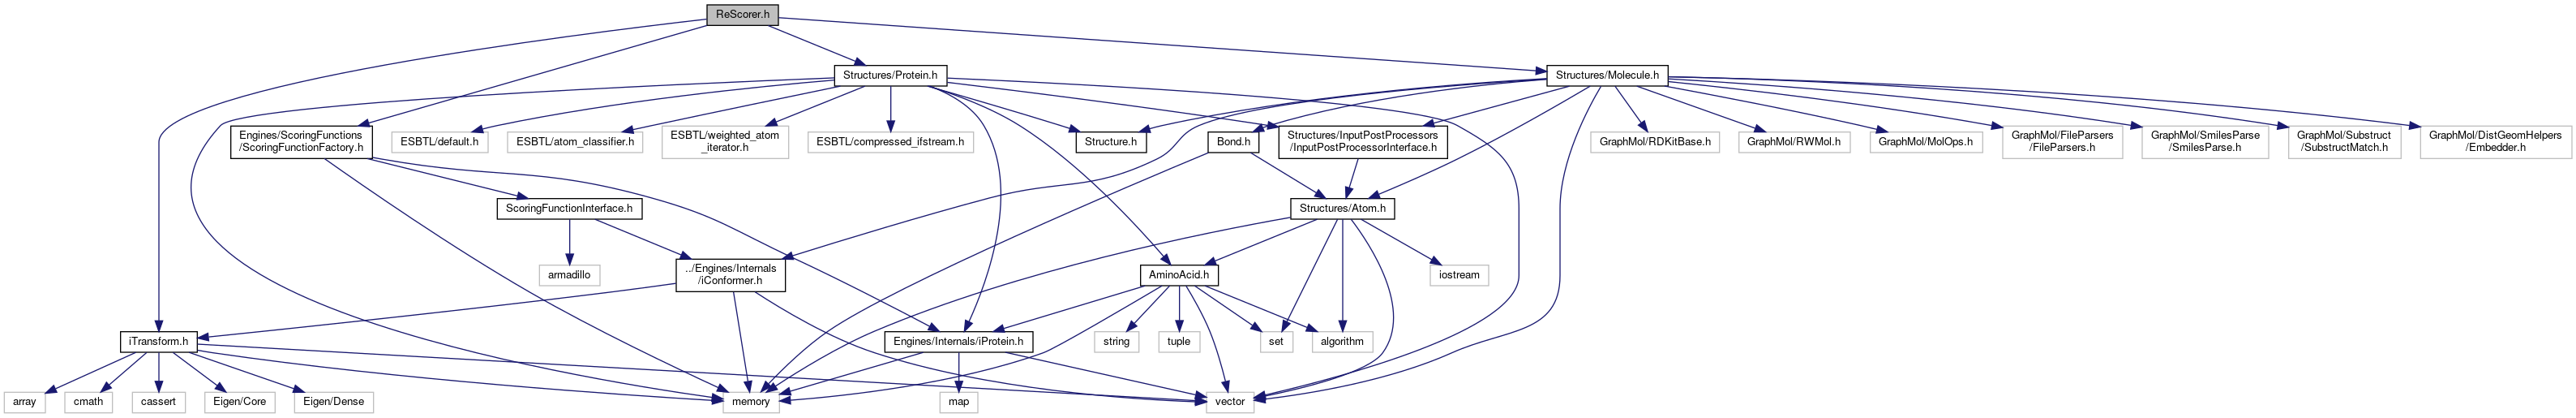 ReScorer.h
Structures/Protein.h
Structures/Molecule.h
Engines/ScoringFunctions
/ScoringFunctionFactory.h
ESBTL/default.h
ESBTL/atom_classifier.h
ESBTL/weighted_atom
_iterator.h
ESBTL/compressed_ifstream.h
Structure.h
Bond.h
Structures/InputPostProcessors
/InputPostProcessorInterface.h
GraphMol/RDKitBase.h
GraphMol/RWMol.h
GraphMol/MolOps.h
GraphMol/FileParsers
/FileParsers.h
GraphMol/SmilesParse
/SmilesParse.h
GraphMol/Substruct
/SubstructMatch.h
GraphMol/DistGeomHelpers
/Embedder.h
ScoringFunctionInterface.h
Structures/Atom.h
armadillo
../Engines/Internals
/iConformer.h
AminoAcid.h
iostream
iTransform.h
Engines/Internals/iProtein.h
string
tuple
set
algorithm
array
cmath
cassert
Eigen/Core
Eigen/Dense
memory
map
vector